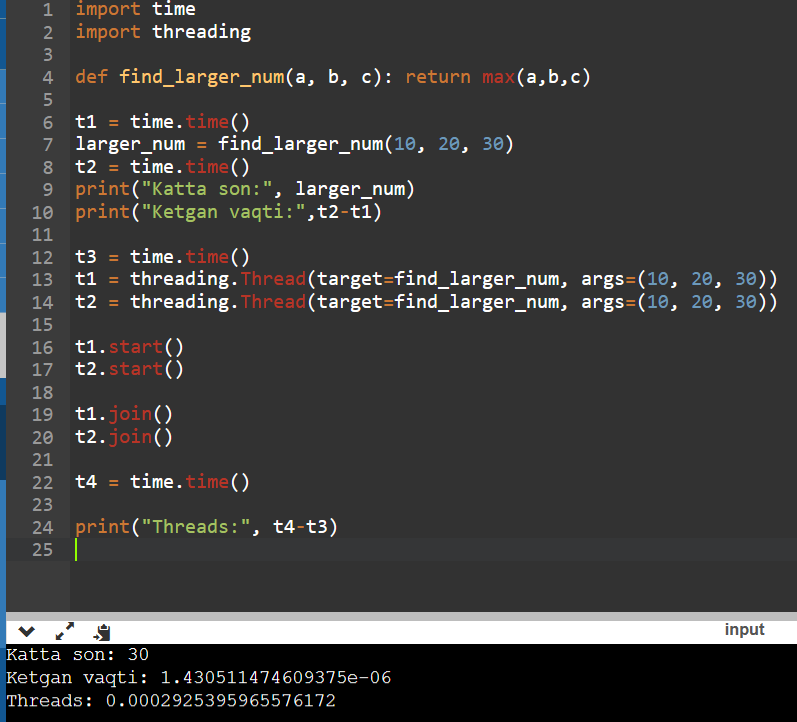 1 import time
2 import threading
3
4 def find_larger_num(a, b, c): return max(a,b,c)
5
6 t1 = time.time()
7 larger_num = find_larger_num(10, 20, 30)
8 t2 = time.time()
9 print("Katta son:", larger_num)
10 print("Ketgan vaqti:",t2-t1)
11
12 t3 = time.time()
13 t1 = threading.Thread(target=find_larger_num, args=(10, 20, 30))
14 t2 = threading.Thread(target=find_larger_num, args=(10, 20, 30))
15
16 t1.start()
17 t2.start()
18
19 t1.join()
20 t2.join()
21
22 t4 = time.time()
23
24 print("Threads:", t4-t3)
25
input
Katta son: 30
Ketgan vaqti: 1.430511474609375e-06
Threads: 0.0002925395965576172